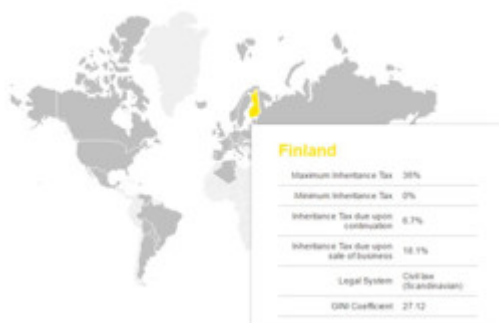 Finland
Maximum Inheritance Tax 36%
Minimum Inheritance Tax 0%
Inheritance Tax due upon
continuation 6.7%
Inheritance Tax due upon
sale of business 18.1%
Legal System Civil law
(Scandinavian)
GINI Coefficient 27.12